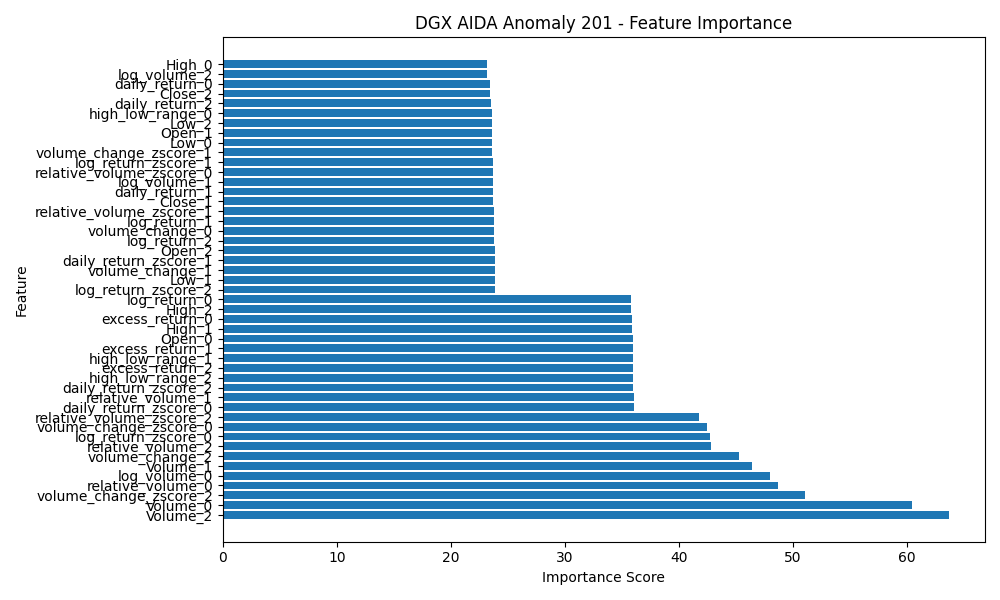 DGX AIDA Anomaly 201 - Feature Importance
High_0
log_volume_2
daily_return_0
Close_2
daily_return_2
high_low_range_0
Low_2
Open_1
Low_0
volume_change_zscore_1
log_return_zscore_1
relative_volume_zscore_0
log_volume_1
daily_return_1
Close_1
relative_volume_zscore_1
log_return_1
volume_change_0
log_return_2
Open_2
daily_return_zscore_1
volume_change_1
Low_1
log_return_zscore_2
log_return_0
High_2
excess_return_0
High_1
Open_0
excess_return_1
high_low_range_1
excess_return_2
high_low_range_2
daily_return_zscore_2
relative_volume_1
daily_return_zscore_0
relative_volume_zscore_2
volume_change_zscore_0
log_return_zscore_0
relative_volume_2
volume_change_2
Volume_1
log_volume_0
relative_volume_0
volume_change_zscore_2
Volume_0
Volume_2
Feature
0 10 20 30 40 50 60
Importance Score